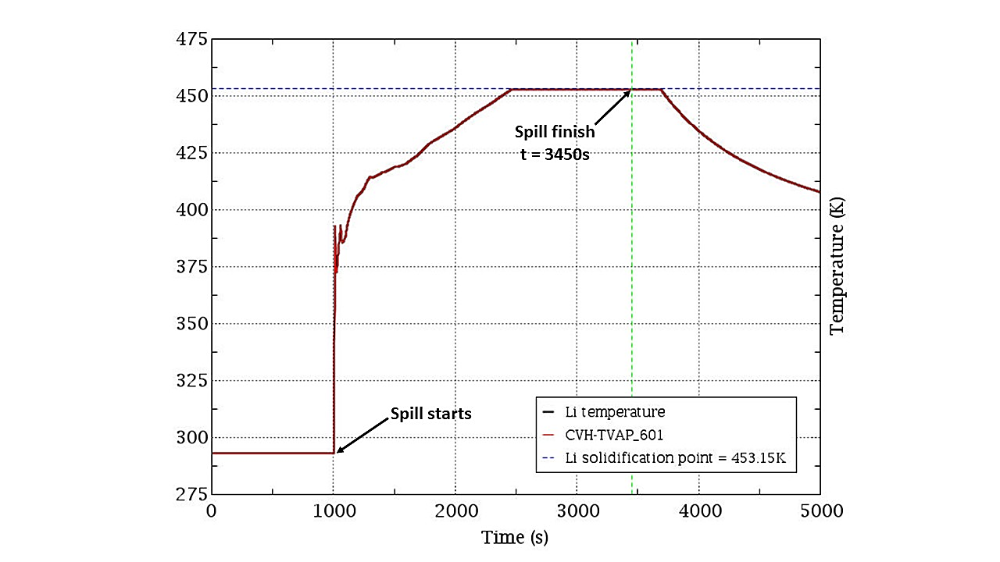 475
450
425
400
375
350
325
300
275
0 1000 2000 3000 4000 5000
Time (s)
Temperature (K)
Spill finish
t = 3450s
Spill starts
Li temperature
CVH-TVAP_601
Li solidification point = 453.15K